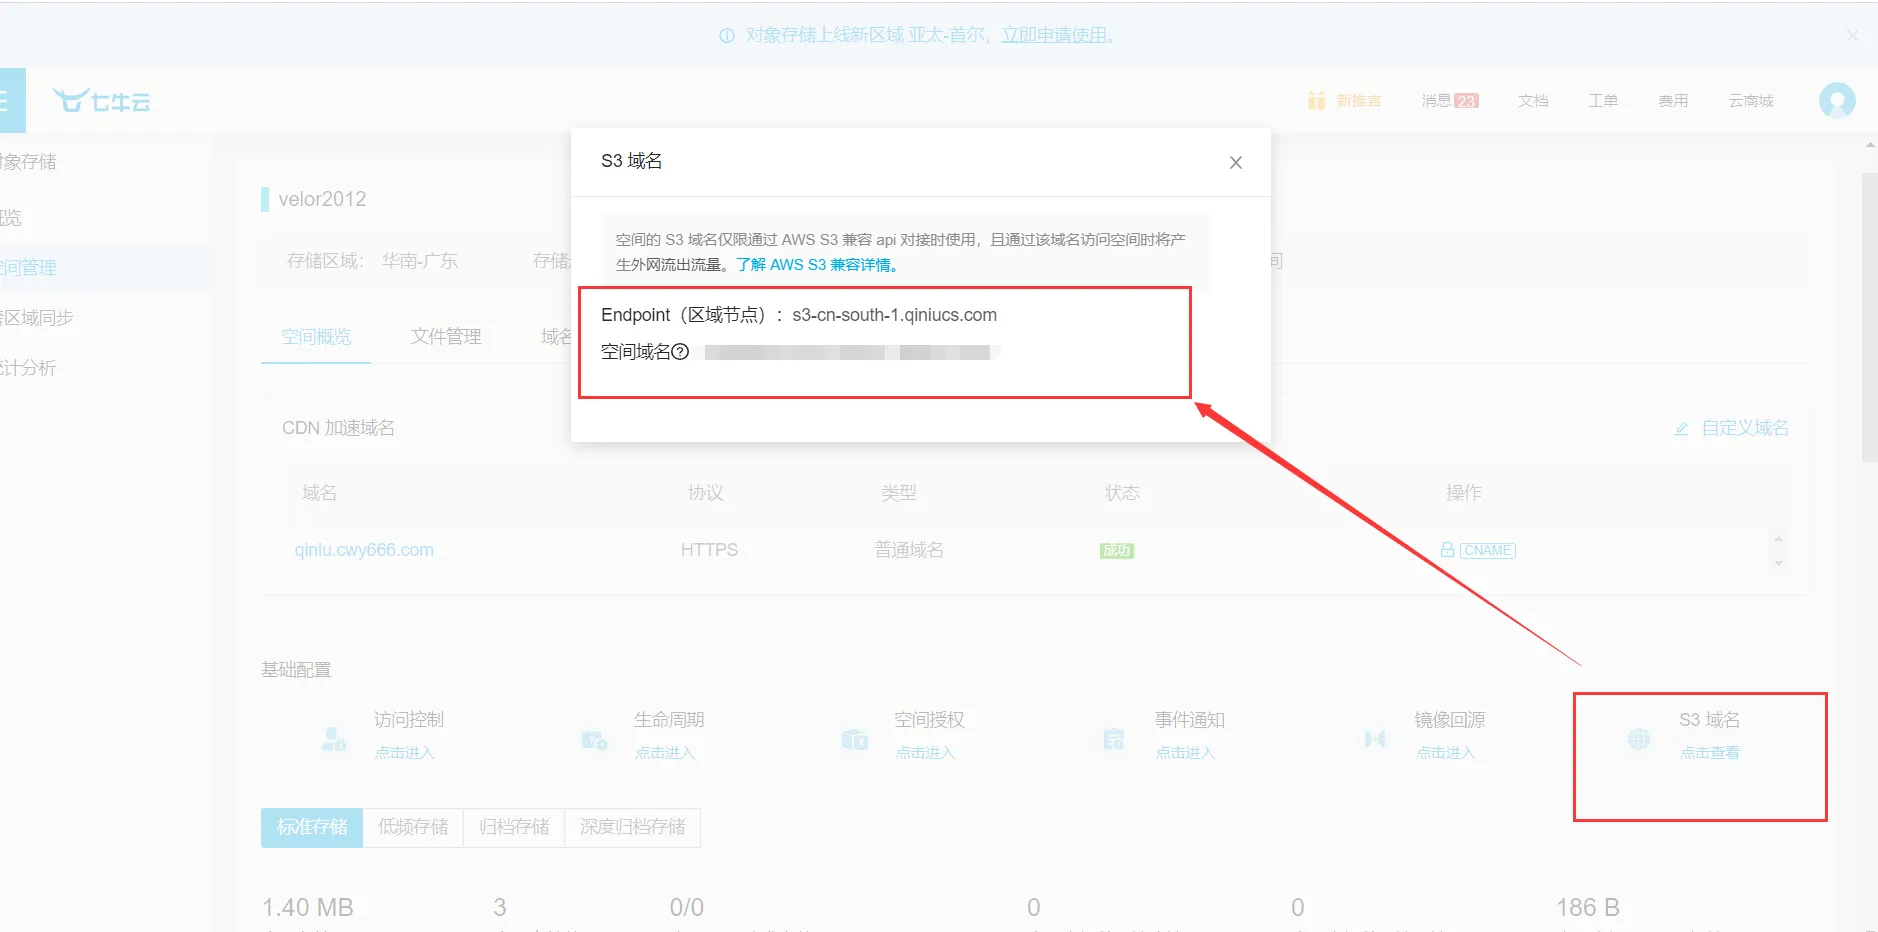 对象存储上线新区域 亚太-首尔，立即申请使用。
七牛云
新推官
消息 23
文档
工单
费用
云商城
对象存储
概览
空间管理
跨区域同步
统计分析
velor2012
存储区域： 华南-广东
S3 域名
空间的 S3 域名仅限通过 AWS S3 兼容 api 对接时使用，且通过该域名访问空间时将产
生外网流出流量。了解 AWS S3 兼容详情。
Endpoint（区域节点）： s3-cn-south-1.qiniucs.com
空间域名
空间概览
文件管理
域名
CDN 加速域名
自定义域名
域名 协议 类型 状态 操作
qiniu.cwy666.com HTTPS 普通域名 成功 CNAME
基础配置
访问控制
点击进入
生命周期
点击进入
空间授权
点击进入
事件通知
点击进入
镜像回源
点击进入
S3 域名
点击查看
标准存储 低频存储 归档存储 深度归档存储
1.40 MB 3 0/0 0 0 186 B